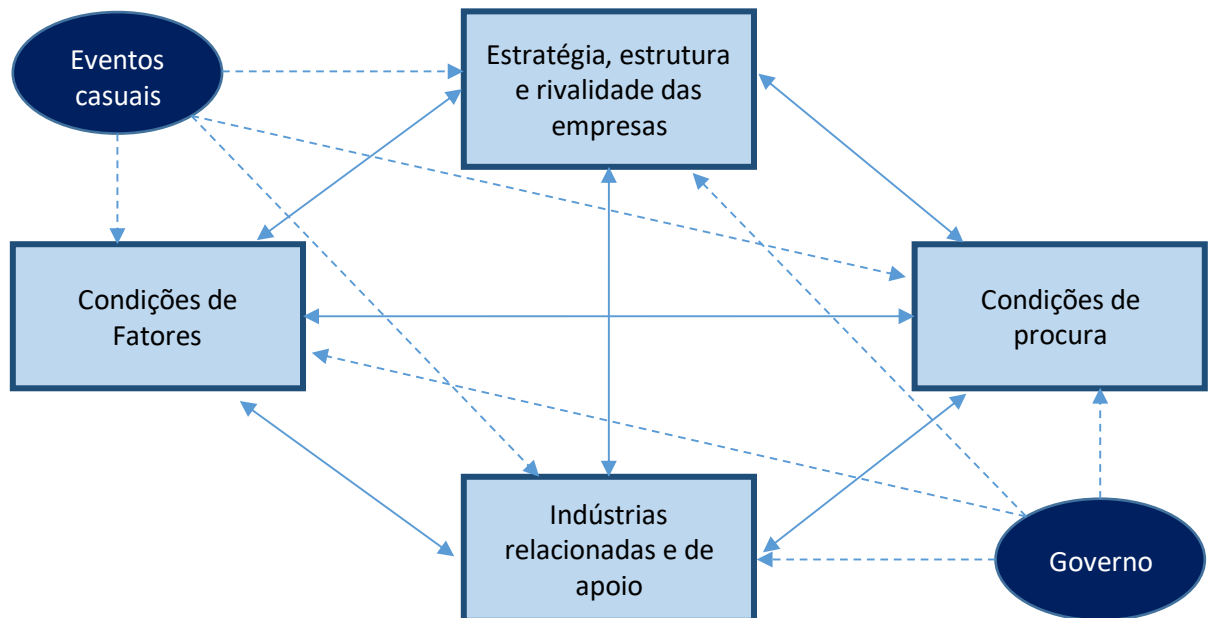 Eventos
casuais
Estratégia, estrutura
e rivalidade das
empresas
Condições de
Fatores
Condições de
procura
Indústrias
relacionadas e de
apoio
Governo